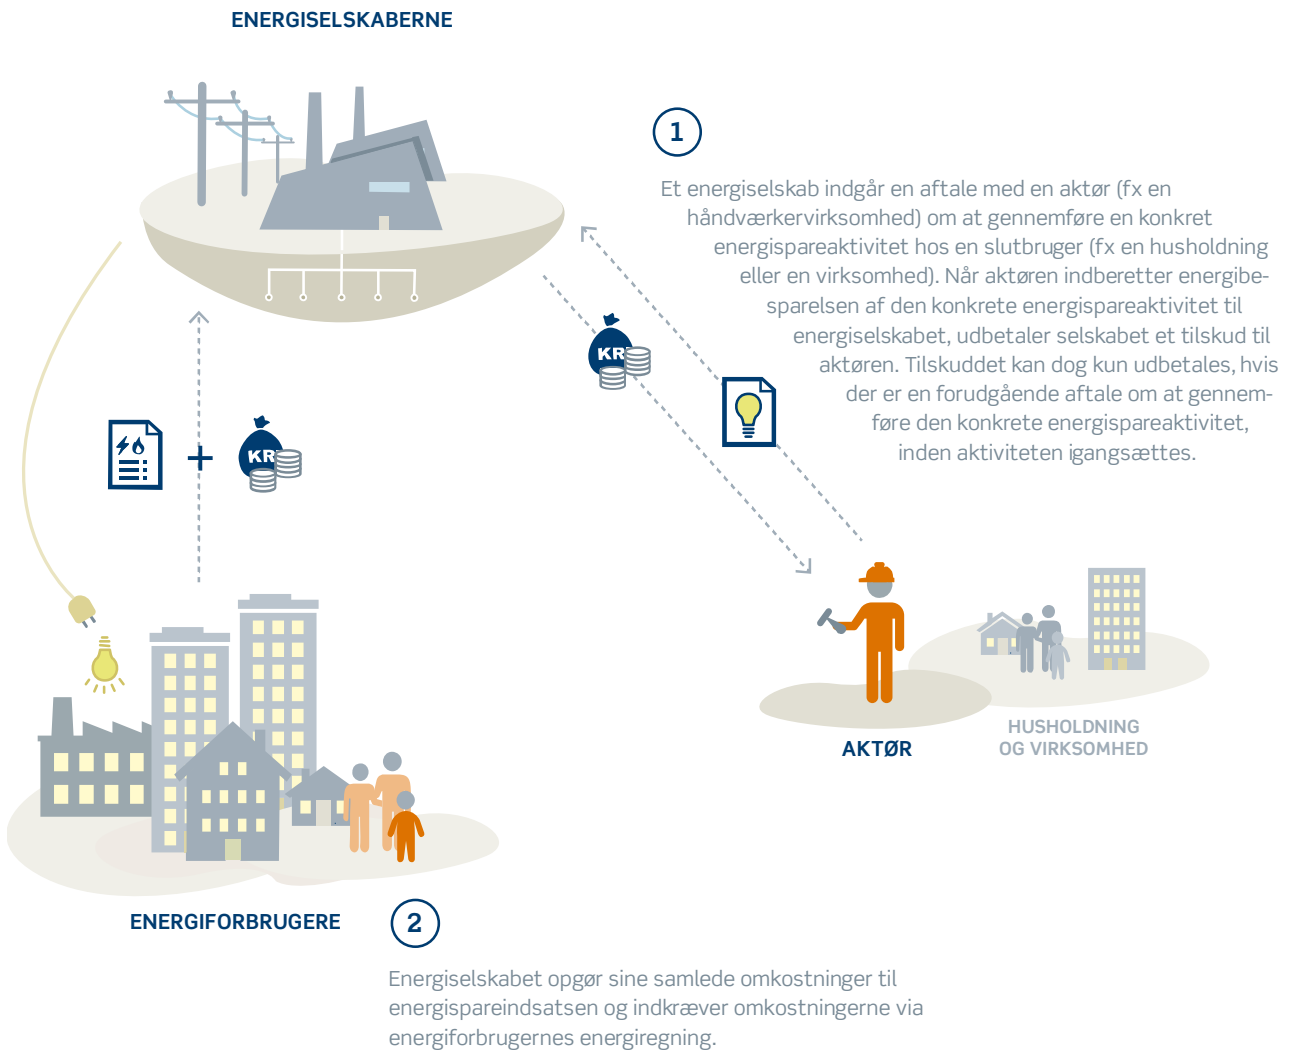 ENERGISELSKABERNE
1
Et energiselskab indgår en aftale med en aktør (fx en
håndværkervirksomhed) om at gennemføre en konkret
energispareaktivitet hos en slutbruger (fx en husholdning
eller en virksomhed). Når aktøren indberetter energibe-
sparelsen af den konkrete energispareaktivitet til
energiselskabet, udbetaler selskabet et tilskud til
aktøren. Tilskuddet kan dog kun udbetales, hvis
der er en forudgående aftale om at gennem-
føre den konkrete energispareaktivitet,
inden aktiviteten igangsættes.
KR
KR
AKTØR
HUSHOLDNING
OG VIRKSOMHED
ENERGIFORBRUGERE
2
Energiselskabet opgør sine samlede omkostninger til
energispareindsatsen og indkræver omkostningerne via
energiforbrugernes energiregning.